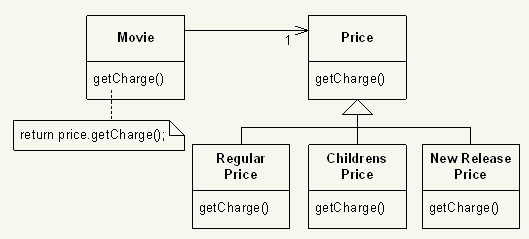 Movie
1
Price
getCharge()
getCharge()
return price.getCharge();
Regular
Price
Childrens
Price
New Release
Price
getCharge()
getCharge()
getCharge()